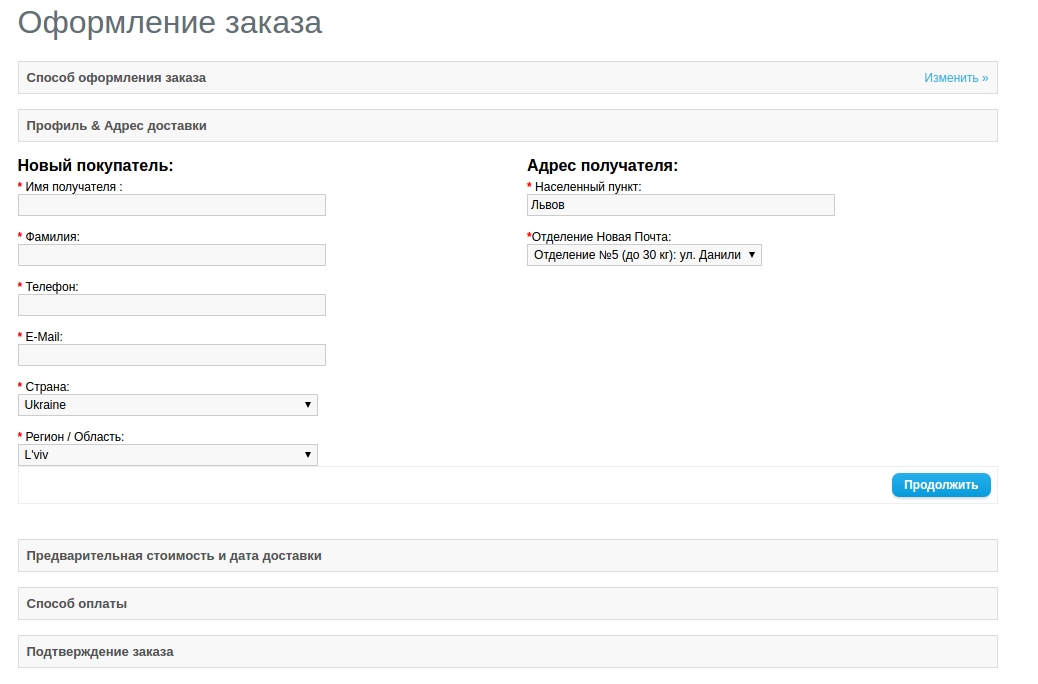 Оформление заказа
Способ оформления заказа
Изменить »
Профиль & Адрес доставки
Новый покупатель:
* Имя получателя :
* Фамилия:
* Телефон:
* E-Mail:
* Страна:
Ukraine
* Регион / Область:
L'viv
Адрес получателя:
* Населенный пункт:
Львов
*Отделение Новая Почта:
Отделение №5 (до 30 кг): ул. Данили
Продолжить
Предварительная стоимость и дата доставки
Способ оплаты
Подтверждение заказа